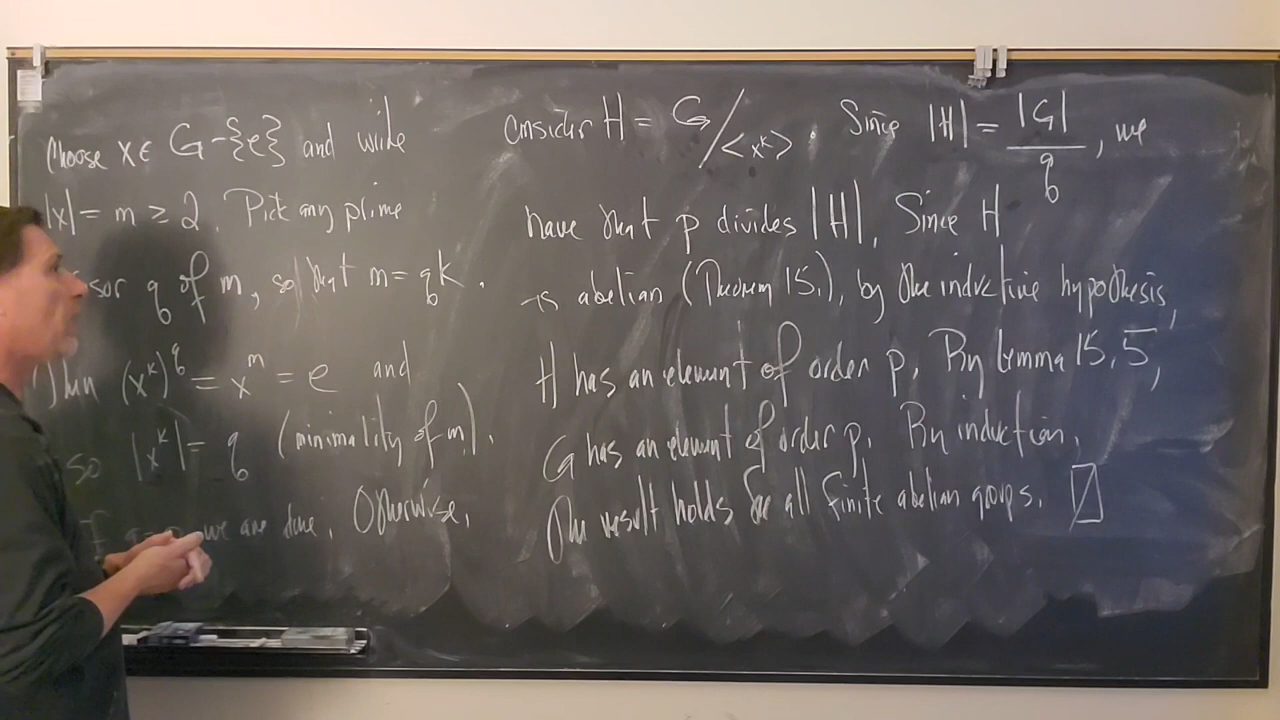 Choose x ∈ G-{e} and write
|x| = m ≥ 2. Pick any prime
q of m, so that m = qk.
Then (x^k)^q = x^m = e and
so |x^k| = q (minimality of m).
If we are done. Otherwise,
consider H = G/<x^k>. Since |H| = |G|/q, we
have that p divides |H|. Since H
is abelian (Theorem 15.1), by the inductive hypothesis,
H has an element of order p. By Lemma 15.5,
G has an element of order p. By induction,
the result holds for all finite abelian groups.